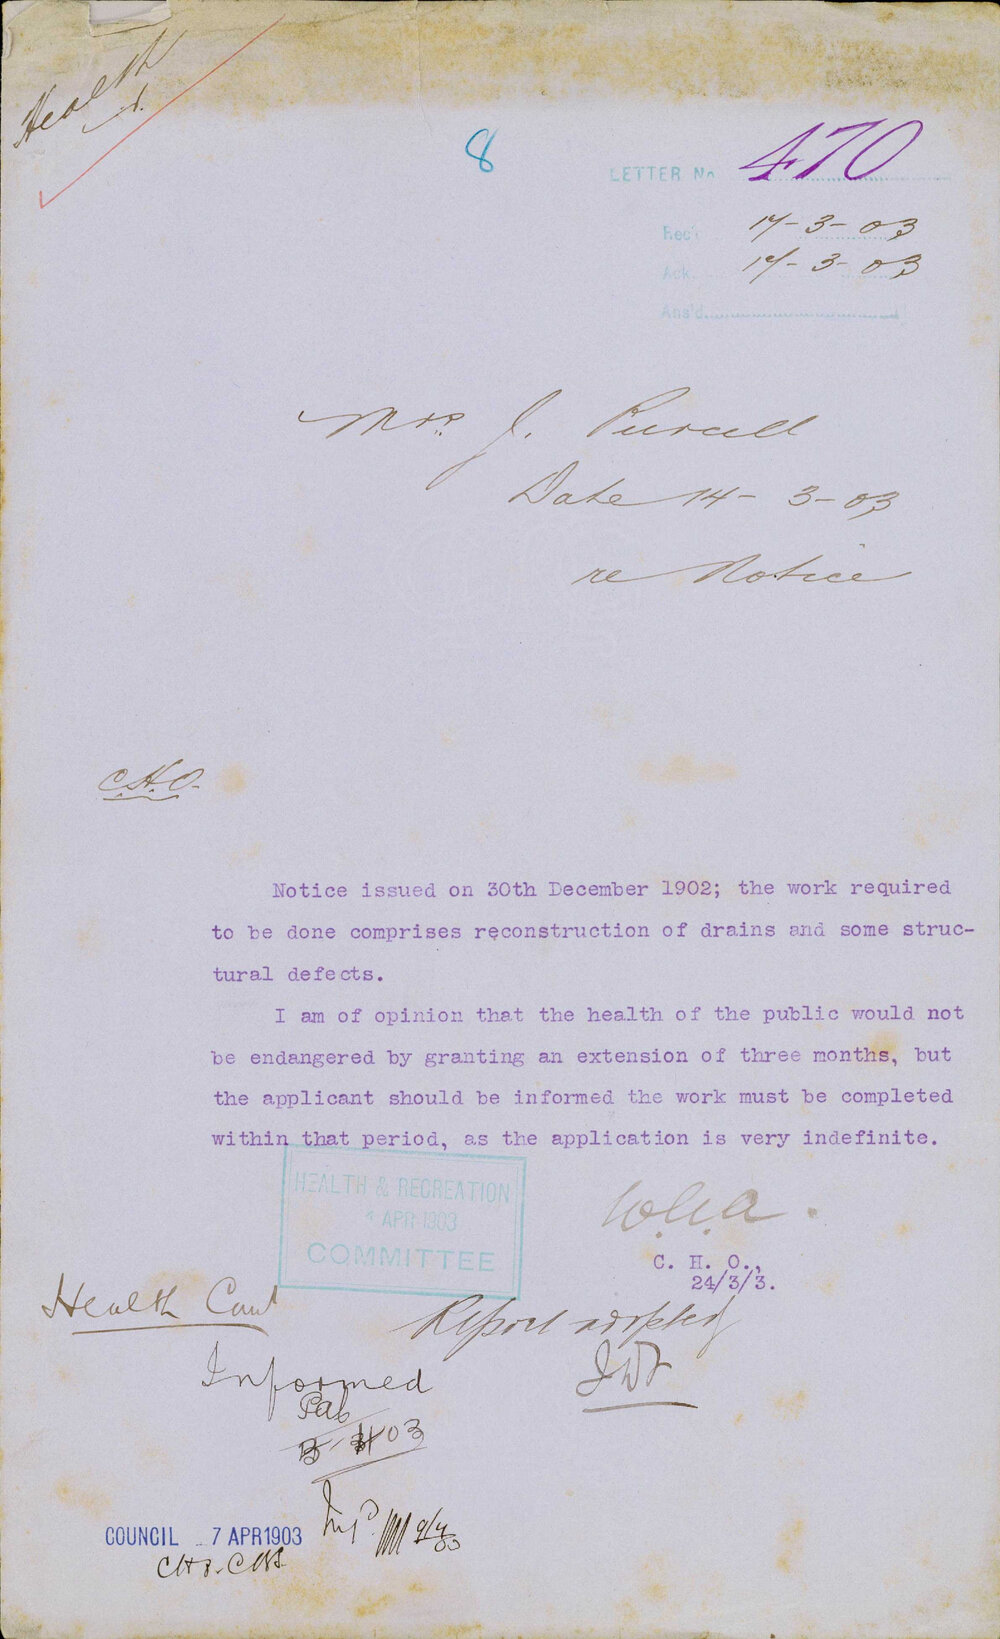 Health
8
LETTER No 470
Rec'd 17-3-03
Ack. 17-3-03
Ans'd.
Mrs. J. Purcell
Date 14-3-03
re Notice
C.H.O.
Notice issued on 30th December 1902; the work required
to be done comprises reconstruction of drains and some struc-
tural defects.
I am of opinion that the health of the public would not
be endangered by granting an extension of three months, but
the applicant should be informed the work must be completed
within that period, as the application is very indefinite.
HEALTH & RECREATION
APR 1903
COMMITTEE
C. H. O.,
24/3/3.
Health
Report adopted
Informed
03
COUNCIL 7 APR 1903